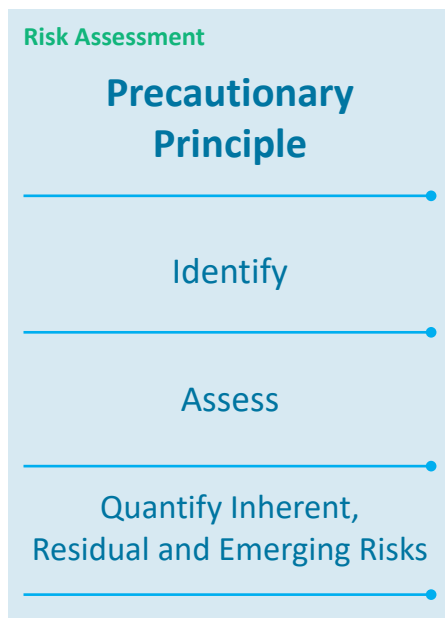 Risk Assessment
Precautionary
Principle
Identify
Assess
Quantify Inherent,
Residual and Emerging Risks